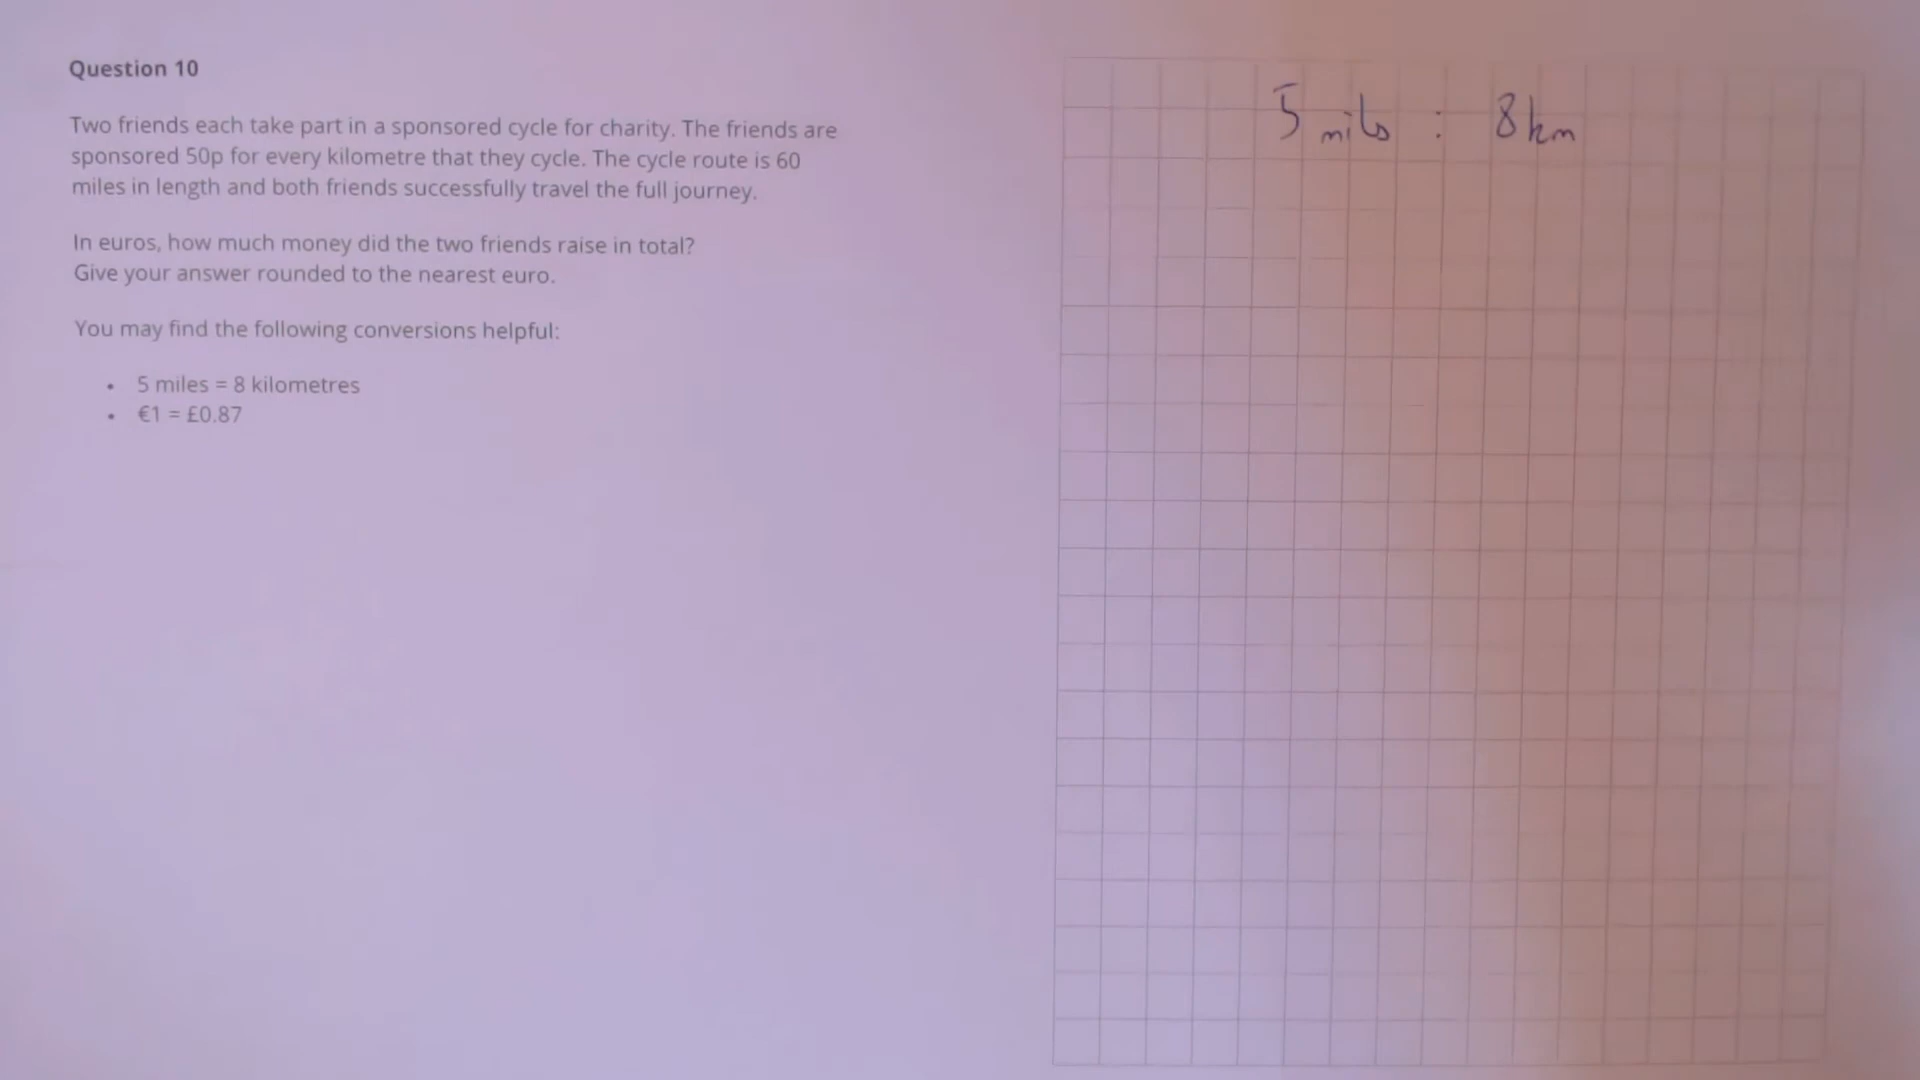 Question 10
Two friends each take part in a sponsored cycle for charity. The friends are
sponsored 50p for every kilometre that they cycle. The cycle route is 60
miles in length and both friends successfully travel the full journey.
In euros, how much money did the two friends raise in total?
Give your answer rounded to the nearest euro.
You may find the following conversions helpful:
• 5 miles = 8 kilometres
• €1 = £0.87
5 miles : 8km